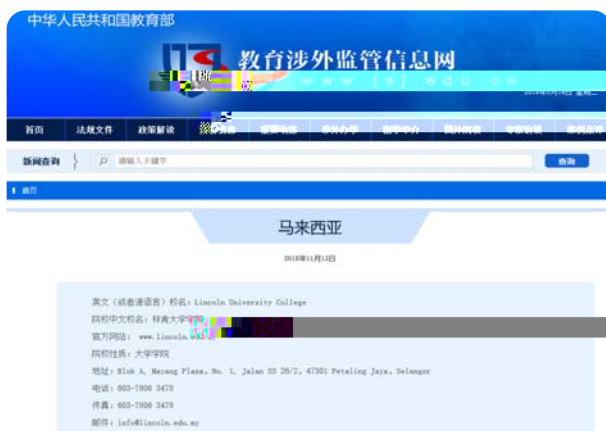 中华人民共和国教育部
教育涉外监管信息网
www.jsj.edu.cn
首页 法规文件 政策解读
新闻查询 请输入关键字 查询
首页
马来西亚
2018年11月12日
英文（或者源语言）校名：Lincoln University College
院校中文校名：林肯大学学院
官方网站： www.lincoln.
院校性质：大学学院
地址：Blok A, Mayang Plaza, No. 1, jalan SS 26/2, 47301 Petaling Jaya, Selangor
电话：603-7806 3478
传真：603-7806 3479
邮件：info@lincoln.edu.my